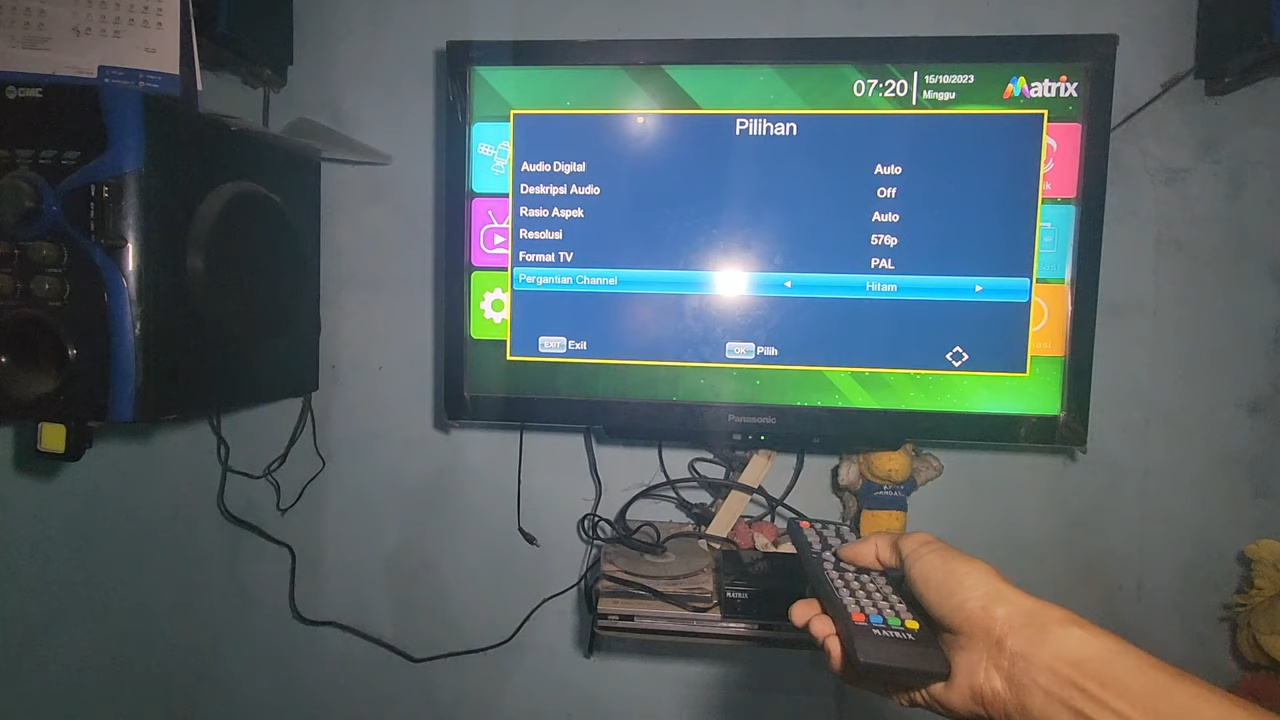 GMC
07:20
15/10/2023
Minggu
Matrix
Pilihan
Audio Digital Auto
Deskripsi Audio Off
Rasio Aspek Auto
Resolusi 576p
Format TV PAL
Pergantian Channel Hitam
EXIT Exit
OK Pilih
Panasonic
MATRIX
MATRIX